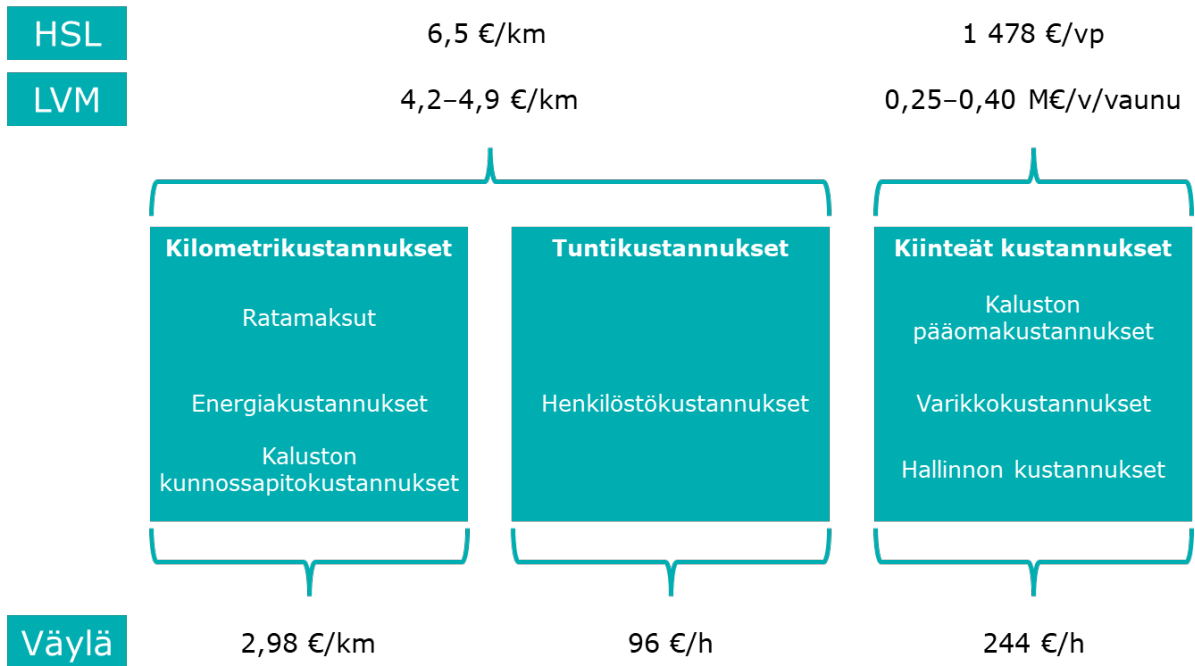 HSL 6,5 €/km 1 478 €/vp
LVM 4,2–4,9 €/km 0,25–0,40 M€/v/vaunu
Kilometrikustannukset
Ratamaksut
Energiakustannukset
Kaluston
kunnossapitokustannukset
Tuntikustannukset
Henkilöstökustannukset
Kiinteät kustannukset
Kaluston
pääomakustannukset
Varikkokustannukset
Hallinnon kustannukset
Väylä 2,98 €/km 96 €/h 244 €/h